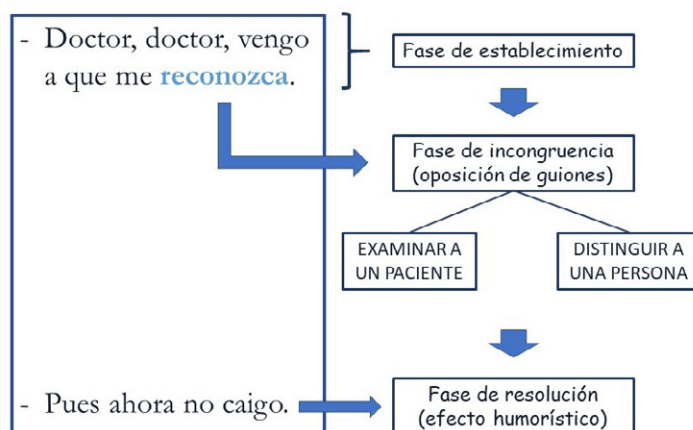 - Doctor, doctor, vengo
a que me reconozca.
Fase de establecimiento
Fase de incongruencia
(oposición de guiones)
EXAMINAR A
UN PACIENTE
DISTINGUIR A
UNA PERSONA
- Pues ahora no caigo.
Fase de resolución
(efecto humorístico)